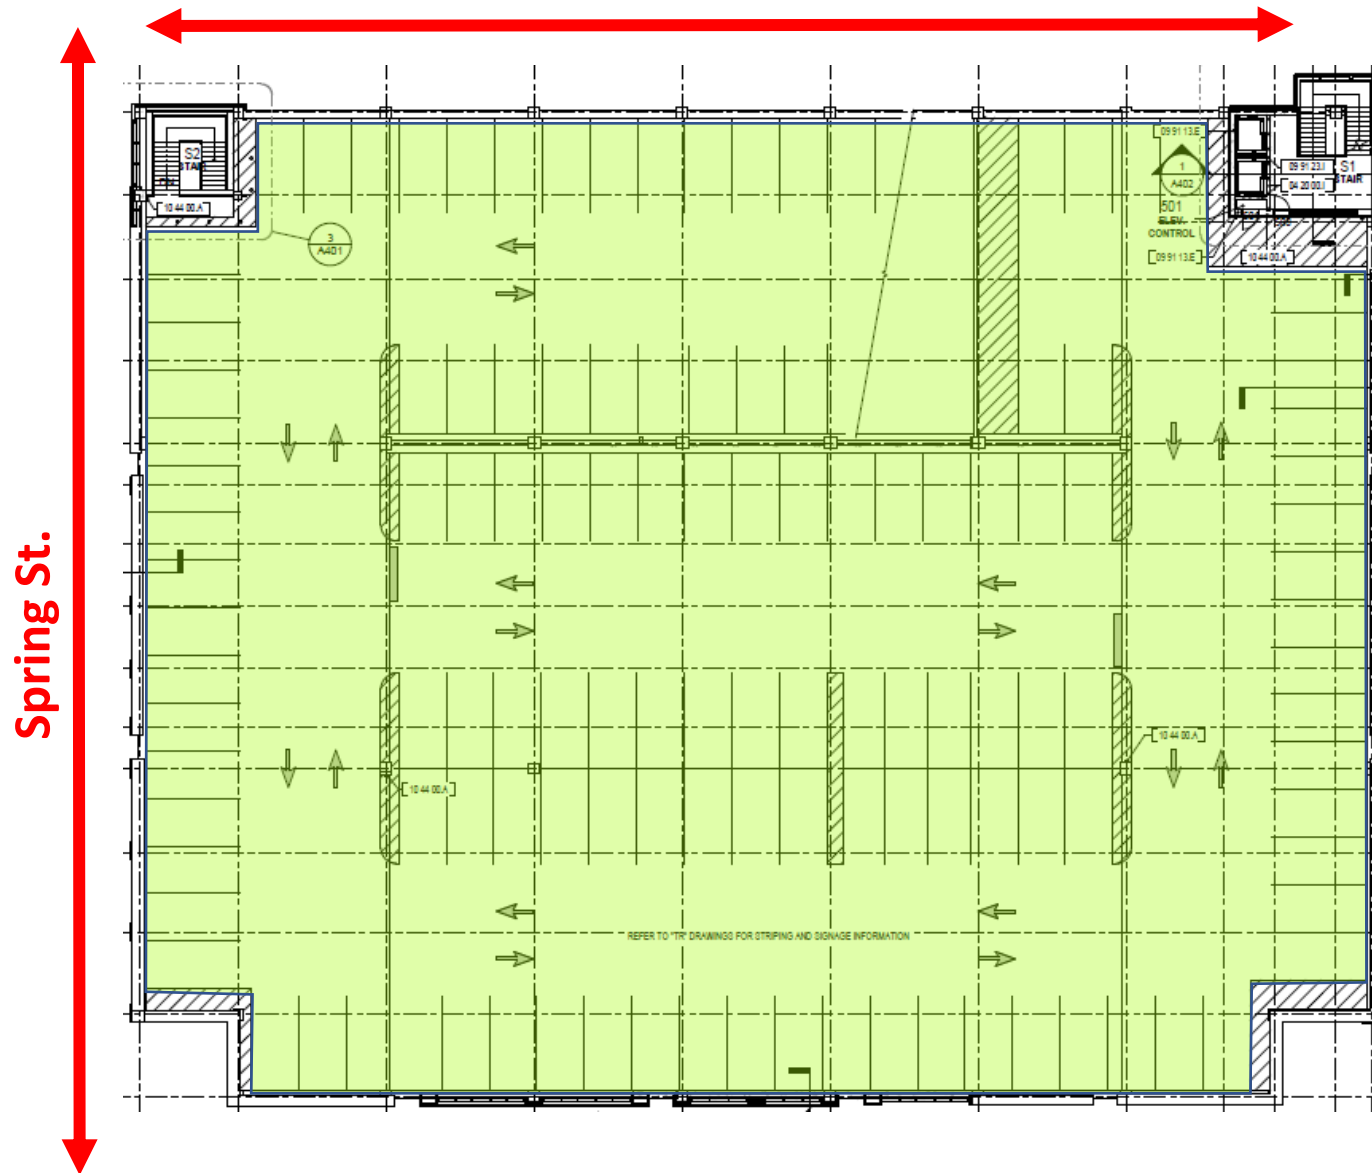 Spring St.
S2
STAIR
10 44 00.A
3
A401
09 91 13.E
1
A402
501
ELEV.
CONTROL
09 91 13.E
09 91 23.I
04 20 00.I
S1
STAIR
10 44 00.A
10 44 00.A
10 44 00.A
REFER TO "TR" DRAWINGS FOR STRIPING AND SIGNAGE INFORMATION